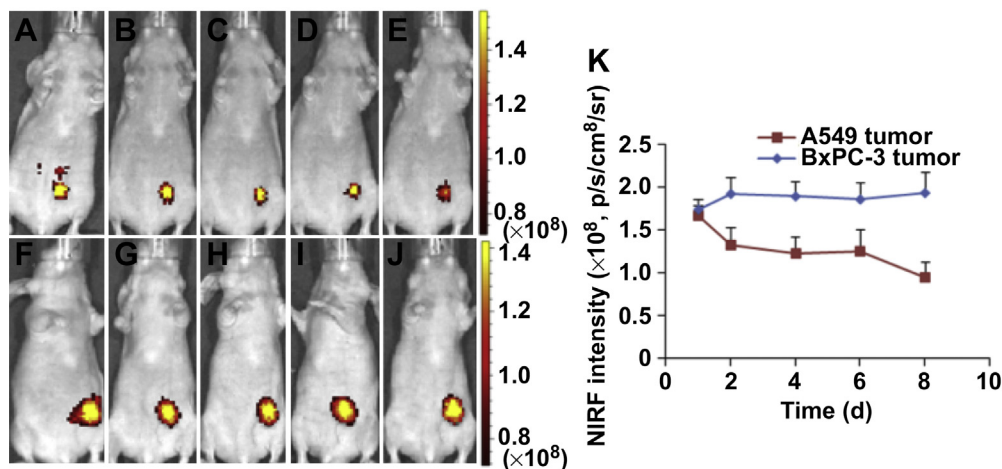 A B C D E
1.4
1.2
1.0
0.8
(×10⁸)
F G H I J
1.4
1.2
1.0
0.8
(×10⁸)
K
NIRF intensity (×10⁸, p/s/cm⁸/sr)
A549 tumor
BxPC-3 tumor
2.5
2.0
1.5
1.0
0.5
0
0 2 4 6 8 10
Time (d)